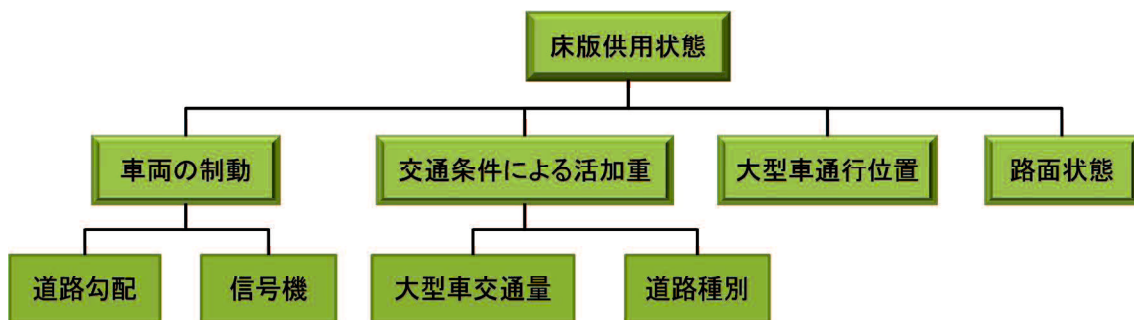 床版供用状態
車両の制動
交通条件による活加重
大型車通行位置
路面状態
道路勾配
信号機
大型車交通量
道路種別